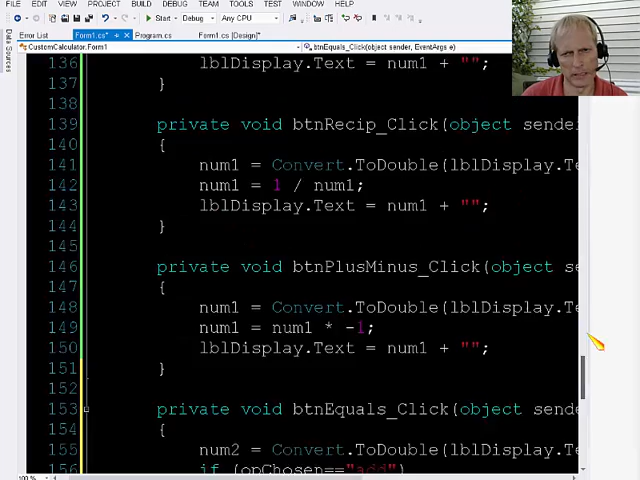 FILE EDIT VIEW PROJECT BUILD DEBUG TEAM TOOLS TEST WINDOW HELP
Start Debug Any CPU
Error List Form1.cs* Program.cs Form1.cs [Design]*
CustomCalculator.Form1 btnEquals_Click(object sender, EventArgs e)
Data Sources
136 lblDisplay.Text = num1 + "";
137 }
138
139 private void btnRecip_Click(object sende
140 {
141 num1 = Convert.ToDouble(lblDisplay.Te
142 num1 = 1 / num1;
143 lblDisplay.Text = num1 + "";
144 }
145
146 private void btnPlusMinus_Click(object se
147 {
148 num1 = Convert.ToDouble(lblDisplay.Te
149 num1 = num1 * -1;
150 lblDisplay.Text = num1 + "";
151 }
152
153 private void btnEquals_Click(object sende
154 {
155 num2 = Convert.ToDouble(lblDisplay.Te
156 if (opChosen=="add")
100 %